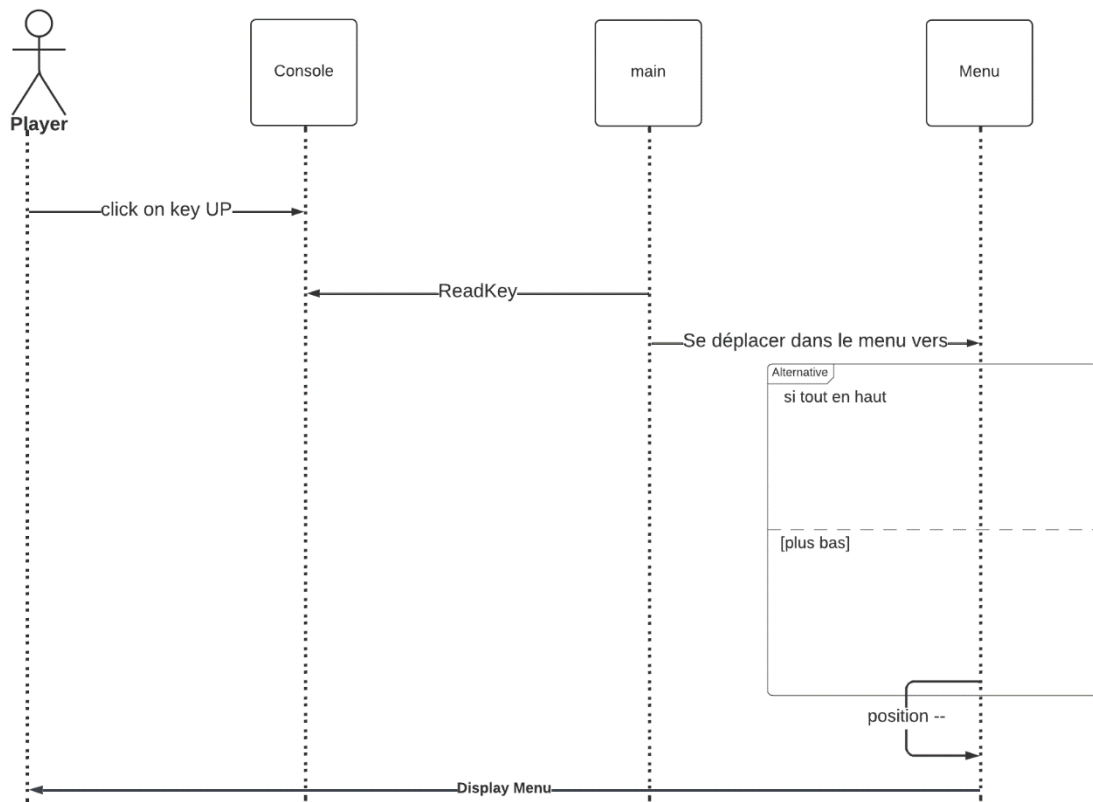 Console
main
Menu
Player
click on key UP
ReadKey
Se déplacer dans le menu vers
Alternative
si tout en haut
[plus bas]
position --
Display Menu